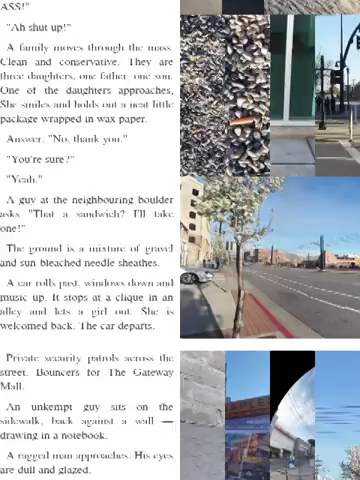 ASS!"
"Ah shut up!"
A family moves through the mass.
Clean and conservative. They are
three daughters, one father, one son.
One of the daughters approaches,
She smiles and holds out a neat little
package wrapped in wax paper.
Answer, "No, thank you."
"You're sure?"
"Yeah."
A guy at the neighbouring boulder
asks "That a sandwich? I'll take
one!"
The ground is a mixture of gravel
and sun-bleached needle sheathes.
A car rolls past, windows down and
music up. It stops at a clique in an
alley and lets a girl out. She is
welcomed back. The car departs.
Private security patrols across the
street. Bouncers for The Gateway
Mall.
An unkempt guy sits on the
sidewalk, back against a wall —
drawing in a notebook.
A ragged man approaches. His eyes
are dull and glazed.